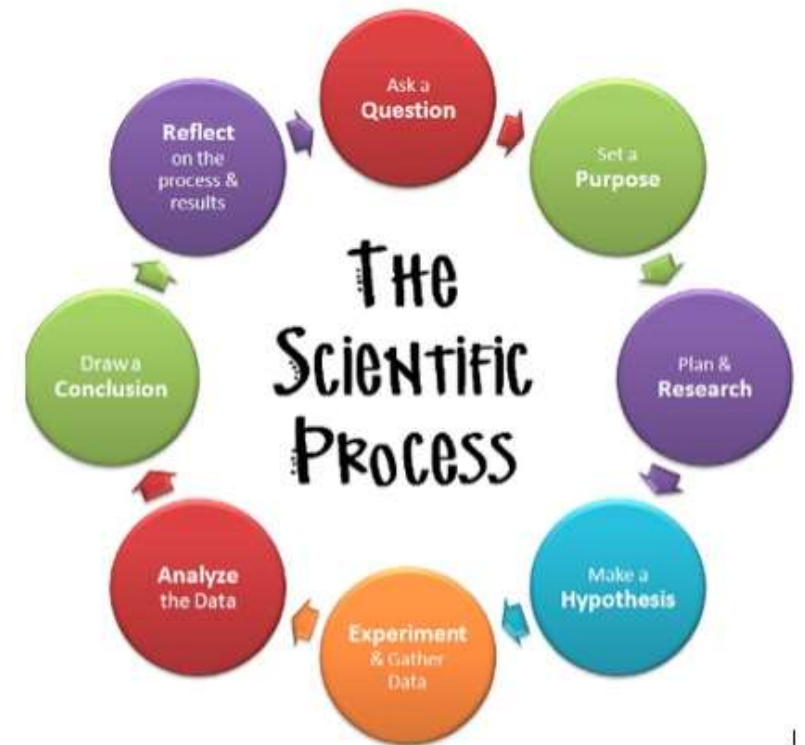 Ask a
Question
Set a
Purpose
Plan &
Research
Make a
Hypothesis
Experiment
& Gather
Data
Analyze
the Data
Draw a
Conclusion
Reflect
on the
process &
results
The
Scientific
Process